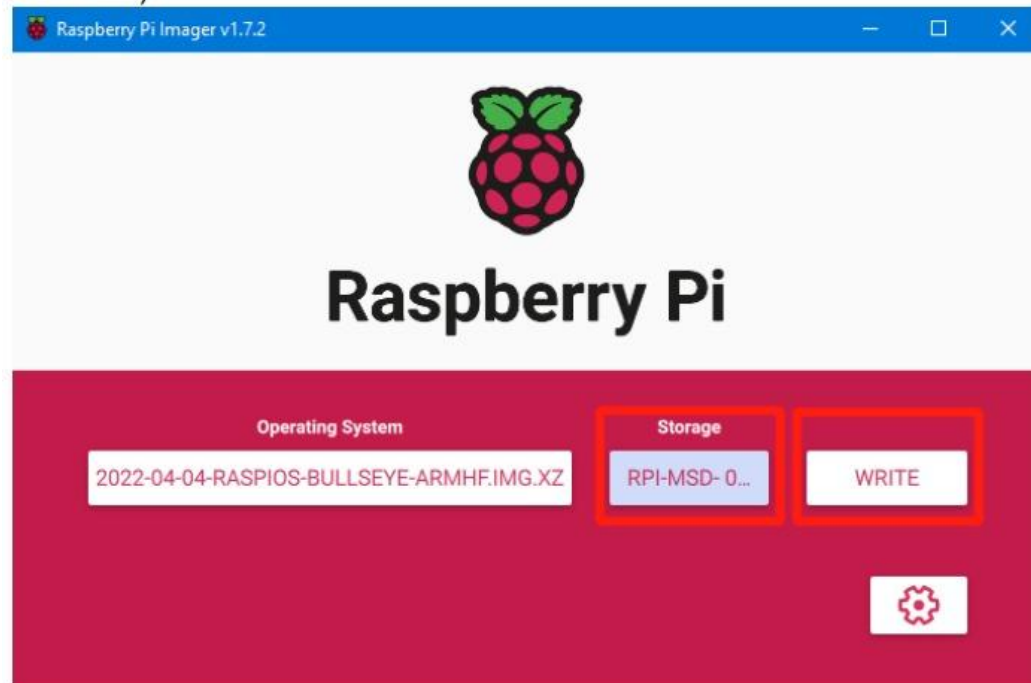 Raspberry Pi Imager v1.7.2
Raspberry Pi
Operating System
Storage
2022-04-04-RASPIOS-BULLSEYE-ARMHF.IMG.XZ
RPI-MSD- 0...
WRITE